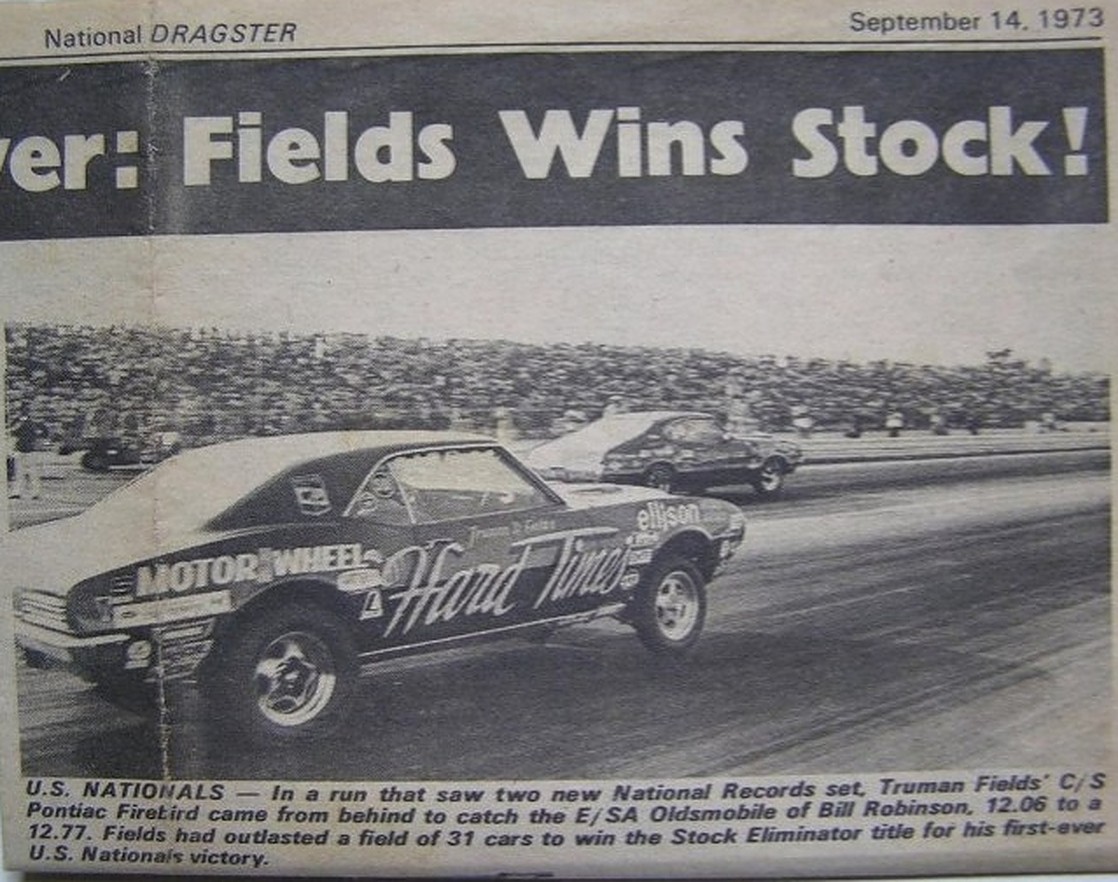 National DRAGSTER
September 14, 1973
ver: Fields Wins Stock!
ellison
Hard Times
MOTOR WHEEL
U.S. NATIONALS — In a run that saw two new National Records set, Truman Fields' C/S
Pontiac Firebird came from behind to catch the E/SA Oldsmobile of Bill Robinson, 12.06 to a
12.77. Fields had outlasted a field of 31 cars to win the Stock Eliminator title for his first-ever
U.S. Nationals victory.